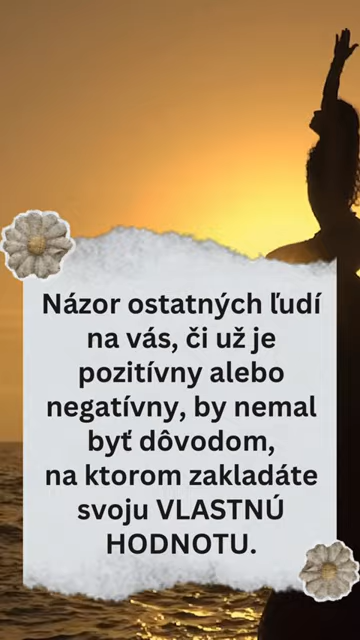 Názor ostatných ľudí
na vás, či už je
pozitívny alebo
negatívny, by nemal
byť dôvodom,
na ktorom zakladáte
svoju VLASTNÚ
HODNOTU.